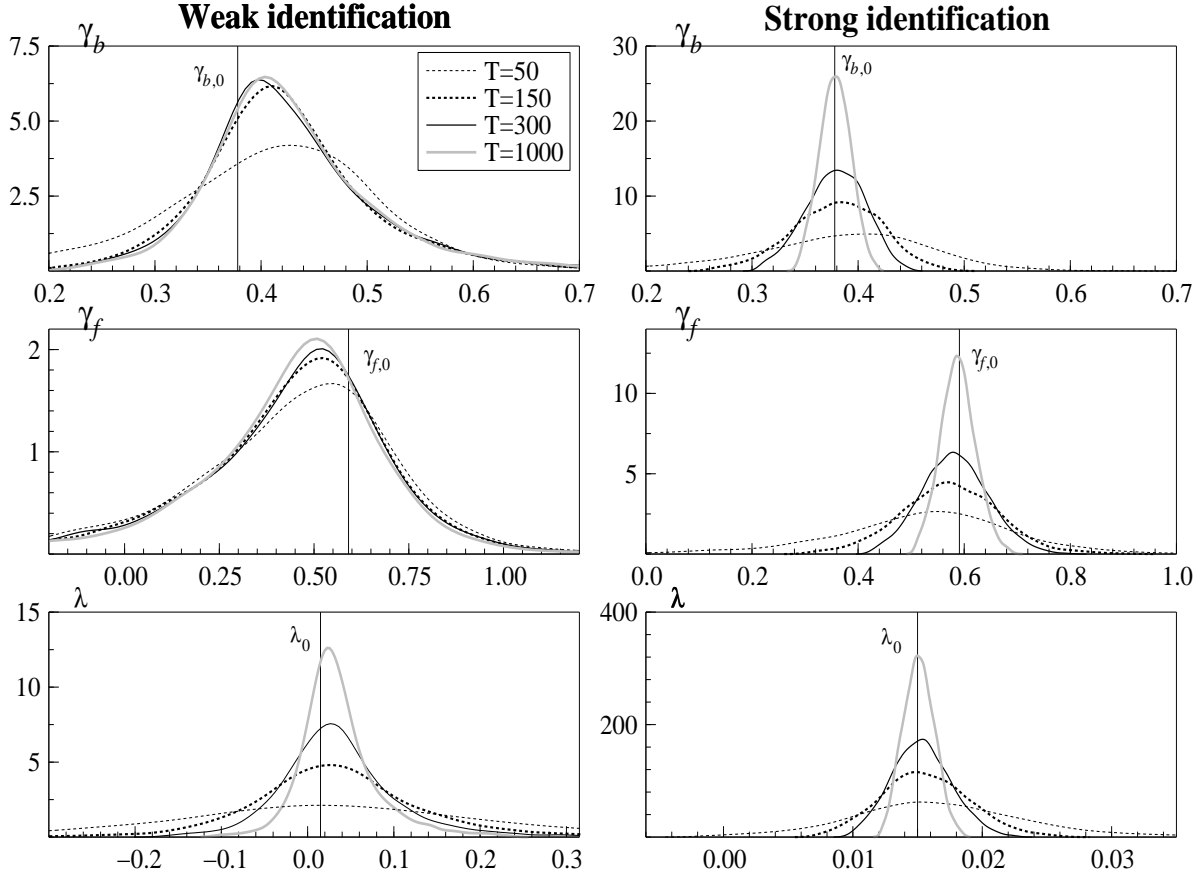 Weak identification
Strong identification
γb
7.5
5.0
2.5
γb,0
T=50
T=150
T=300
T=1000
0.2 0.3 0.4 0.5 0.6 0.7
γb
30
20
10
γb,0
0.2 0.3 0.4 0.5 0.6 0.7
γf
2
1
γf,0
0.00 0.25 0.50 0.75 1.00
γf
10
5
γf,0
0.0 0.2 0.4 0.6 0.8 1.0
λ
15
10
5
λ0
−0.2 −0.1 0.0 0.1 0.2 0.3
λ
400
200
λ0
0.00 0.01 0.02 0.03